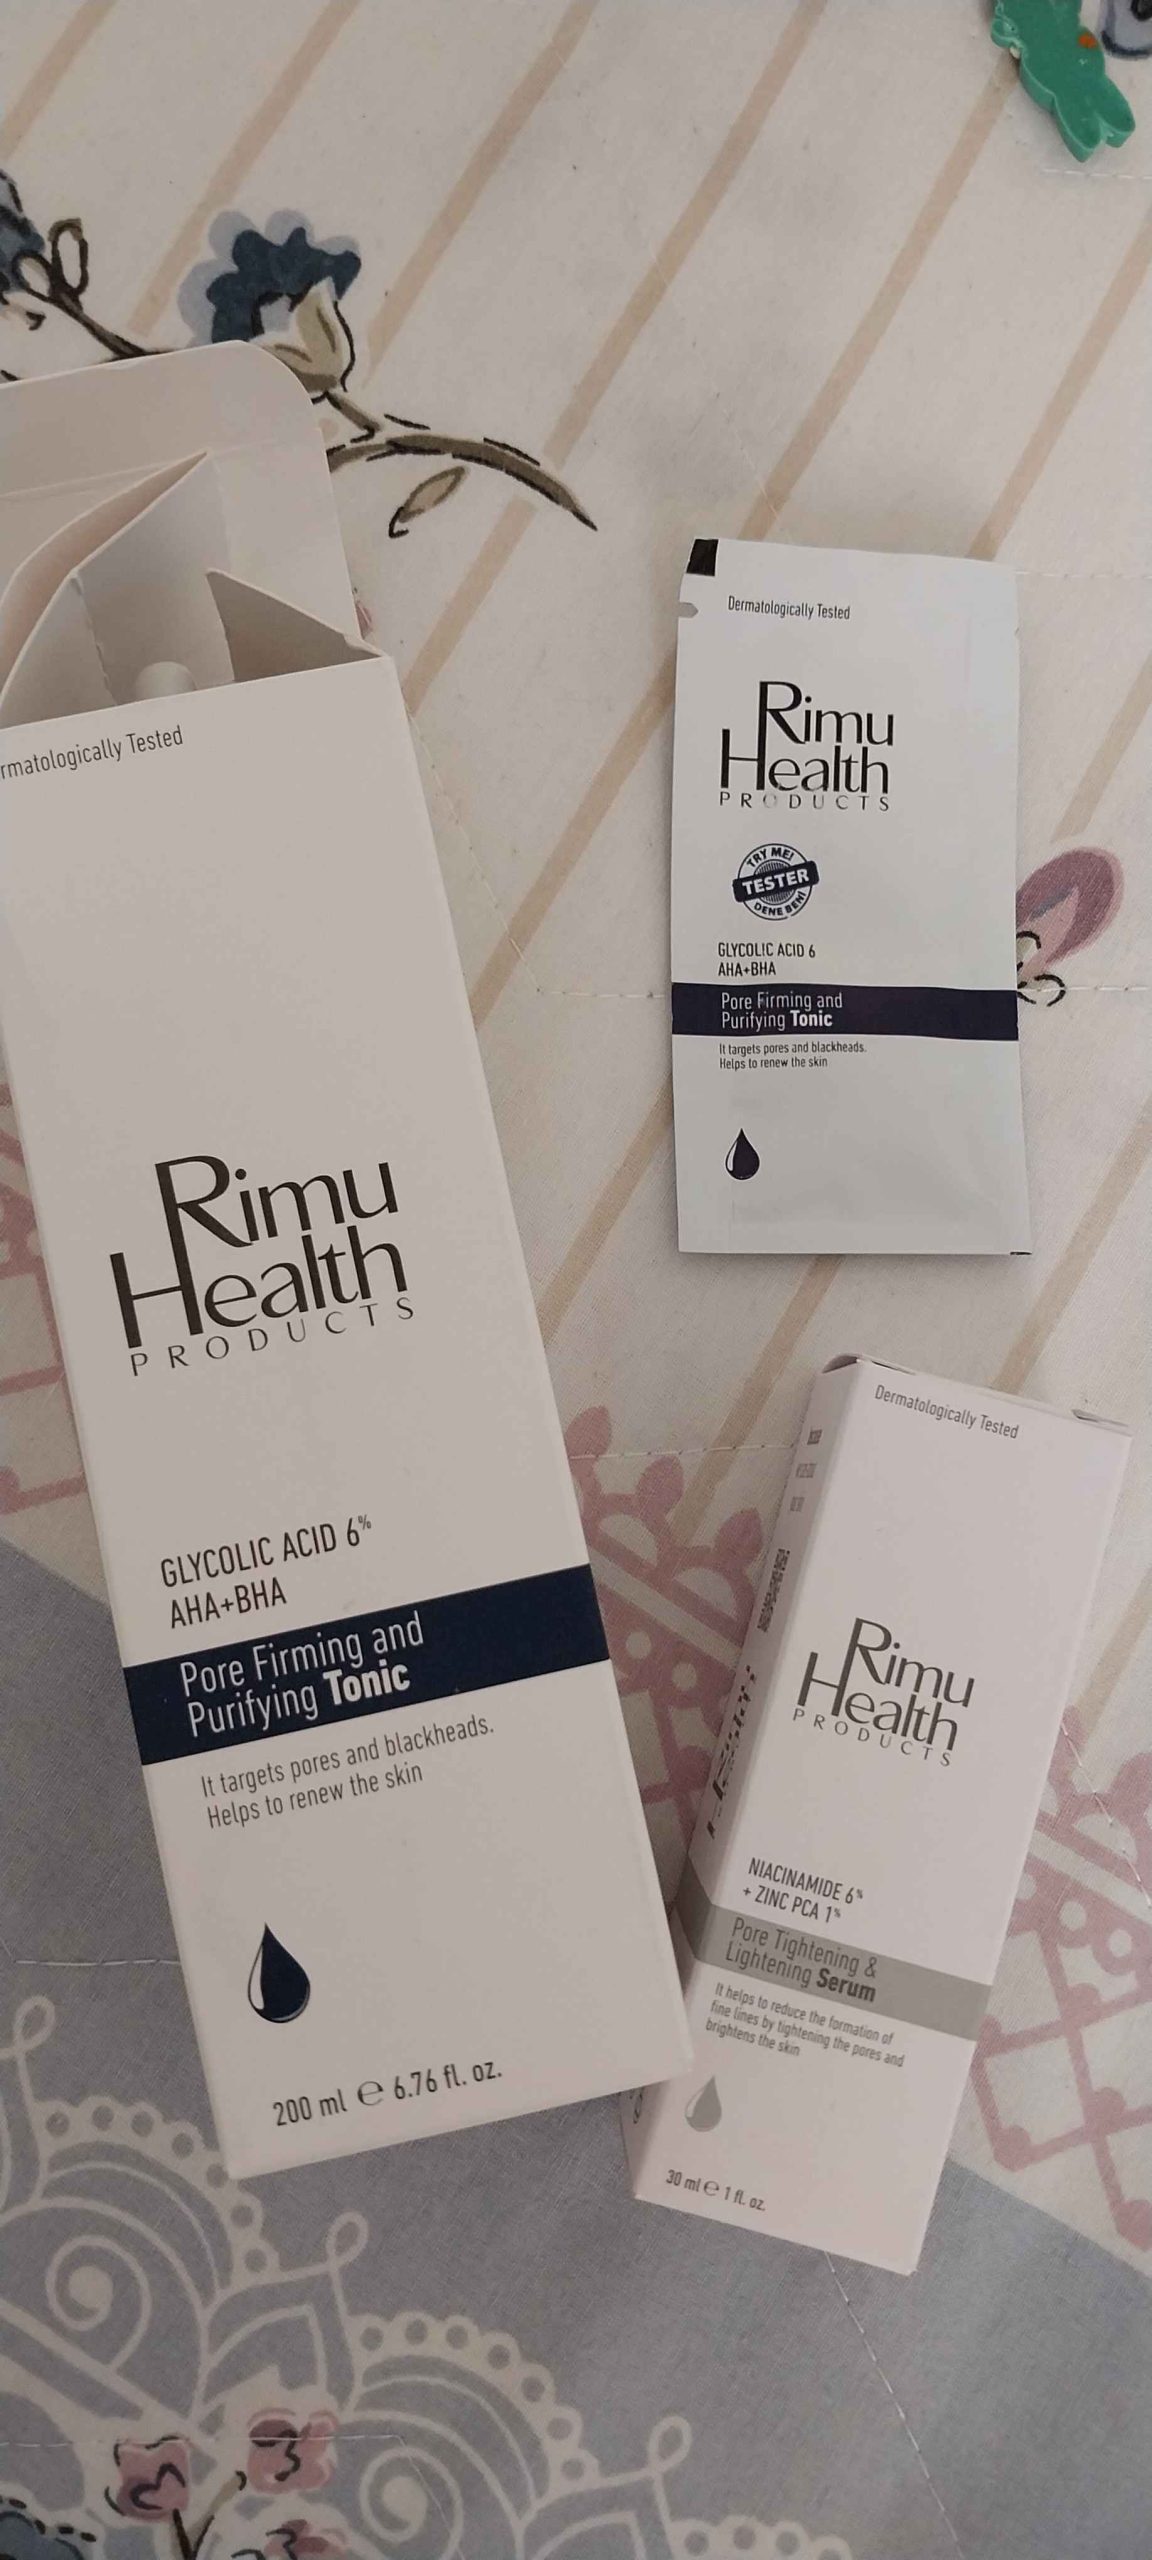 rmatologically Tested
Rimu
Health
PRODUCTS
GLYCOLIC ACID 6%
AHA+BHA
Pore Firming and
Purifying Tonic
It targets pores and blackheads.
Helps to renew the skin
200 ml ℮ 6.76 fl. oz.
Dermatologically Tested
Rimu
Health
PRODUCTS
TRY ME!
TESTER
DENE BENİ
GLYCOLIC ACID 6
AHA+BHA
Pore Firming and
Purifying Tonic
It targets pores and blackheads.
Helps to renew the skin
Dermatologically Tested
Rimu
Health
PRODUCTS
NIACINAMIDE 6%
+ ZINC PCA 1%
Pore Tightening &
Lightening Serum
It helps to reduce the formation of
fine lines by tightening the pores and
brightens the skin
30 ml ℮ 1 fl. oz.